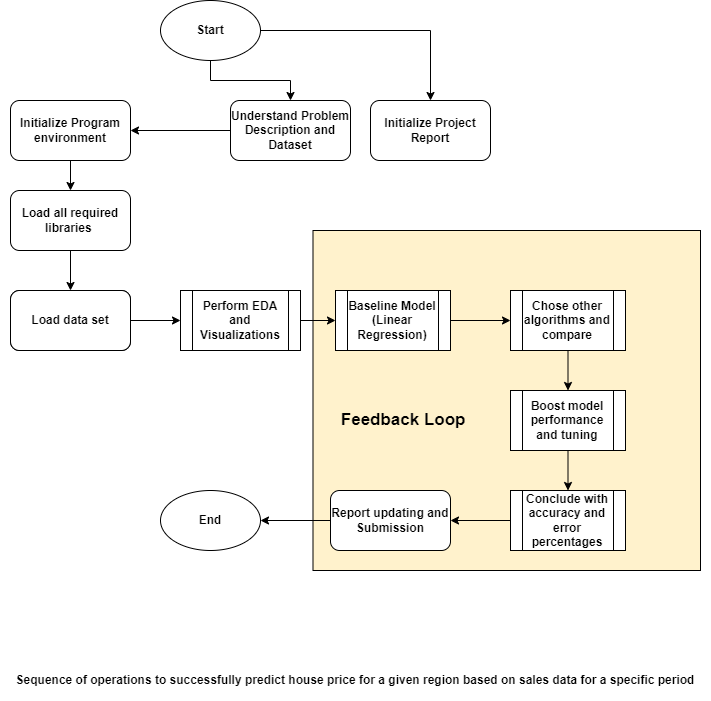 Start
Initialize Program
environment
Understand Problem
Description and
Dataset
Initialize Project
Report
Load all required
libraries
Load data set
Perform EDA
and
Visualizations
Baseline Model
(Linear
Regression)
Chose other
algorithms and
compare
Feedback Loop
Boost model
performance
and tuning
End
Report updating and
Submission
Conclude with
accuracy and
error
percentages
Sequence of operations to successfully predict house price for a given region based on sales data for a specific period